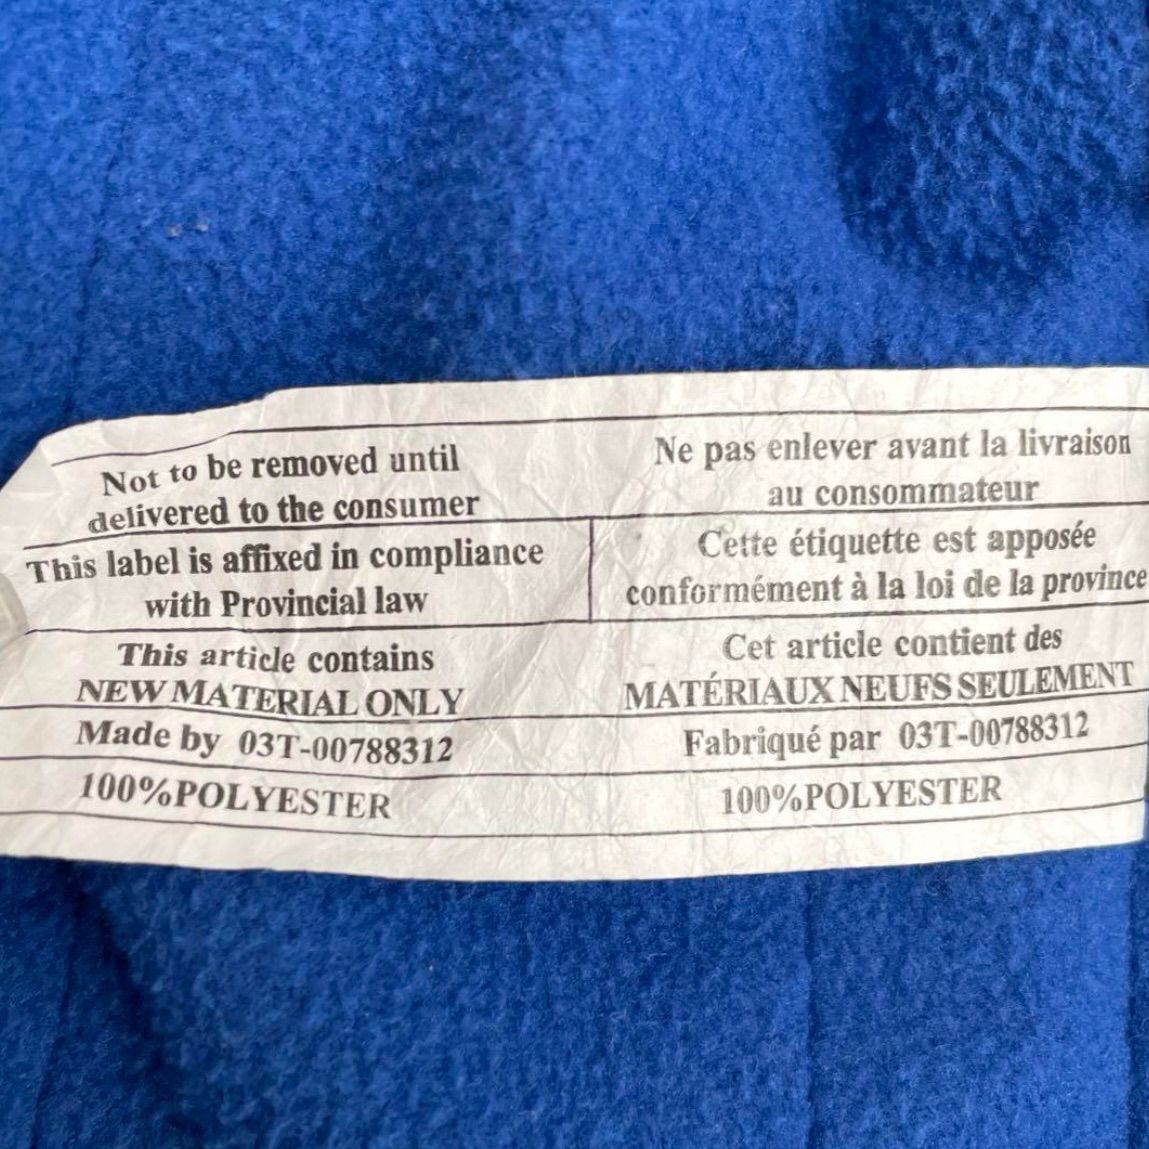 Not to be removed until
delivered to the consumer
This label is affixed in compliance
with Provincial law
This article contains
NEW MATERIAL ONLY
Made by 03T-00788312
100%POLYESTER
Ne pas enlever avant la livraison
au consommateur
Cette étiquette est apposée
conformément à la loi de la province
Cet article contient des
MATÉRIAUX NEUFS SEULEMENT
Fabriqué par 03T-00788312
100%POLYESTER